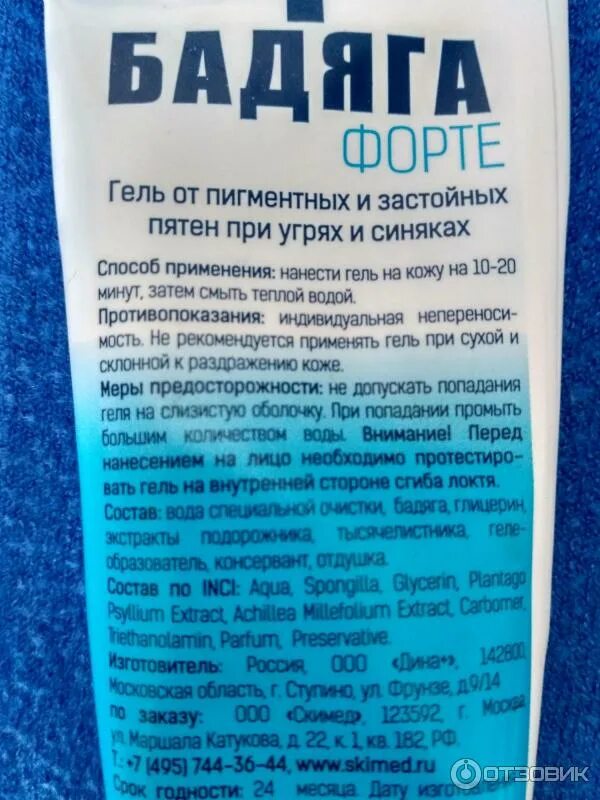 БАДЯГА
ФОРТЕ
Гель от пигментных и застойных
пятен при угрях и синяках
Способ применения: нанести гель на кожу на 10-20
минут, затем смыть теплой водой.
Противопоказания: индивидуальная непереноси-
мость. Не рекомендуется применять гель при сухой и
склонной к раздражению коже.
Меры предосторожности: не допускать попадания
геля на слизистую оболочку. При попадании промыть
большим количеством воды. Внимание! Перед
нанесением на лицо необходимо протестиро-
вать гель на внутренней стороне сгиба локтя.
Состав: вода специальной очистки, бадяга, глицерин,
экстракты подорожника, тысячелистника, геле-
образователь, консервант, отдушка.
Состав по INCI: Aqua, Spongilla, Glycerin, Plantago
Psyllium Extract, Achillea Millefolium Extract, Carbomer,
Triethanolamin, Parfum, Preservative.
Изготовитель: Россия, ООО «Дина+», 142800,
Московская область, г. Ступино, ул. Фрунзе, д.9/14
по заказу: ООО «Скимед», 123592, г. Москва,
ул. Маршала Катукова, д. 22, к. 1, кв. 182, РФ.
Т.: +7 (495) 744-36-44, www.skimed.ru
Срок годности: 24 месяца. Дату изготовления
ОТЗОВИК